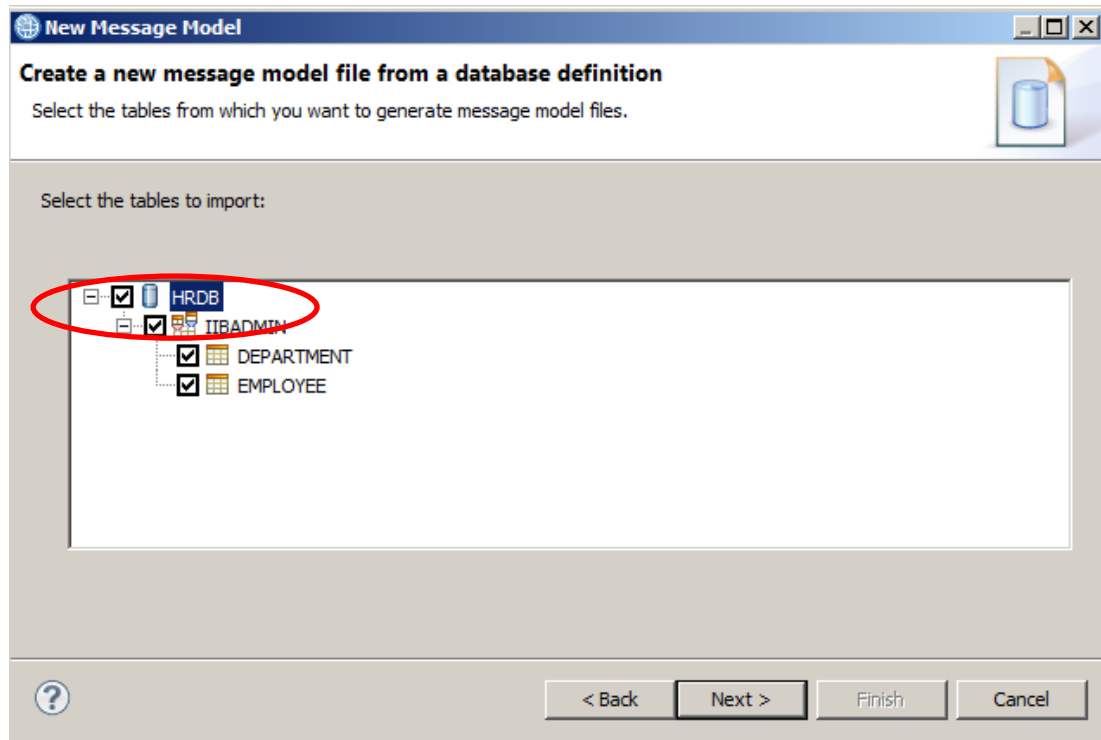 New Message Model
Create a new message model file from a database definition
Select the tables from which you want to generate message model files.
Select the tables to import:
HRDB
IIBADMIN
DEPARTMENT
EMPLOYEE
?
< Back Next > Finish Cancel